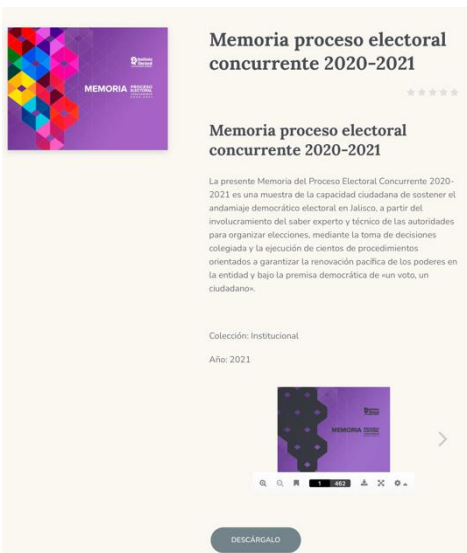 Instituto
Electoral
MEMORIA PROCESO
ELECTORAL
CONCURRENTE
2020-2021
Memoria proceso electoral
concurrente 2020-2021
Memoria proceso electoral
concurrente 2020-2021
La presente Memoria del Proceso Electoral Concurrente 2020-
2021 es una muestra de la capacidad ciudadana de sostener el
andamiaje democrático electoral en Jalisco, a partir del
involucramiento del saber experto y técnico de las autoridades
para organizar elecciones, mediante la toma de decisiones
colegiada y la ejecución de cientos de procedimientos
orientados a garantizar la renovación pacífica de los poderes en
la entidad y bajo la premisa democrática de «un voto, un
ciudadano».
Colección: Institucional
Año: 2021
MEMORIA
1 462
DESCÁRGALO